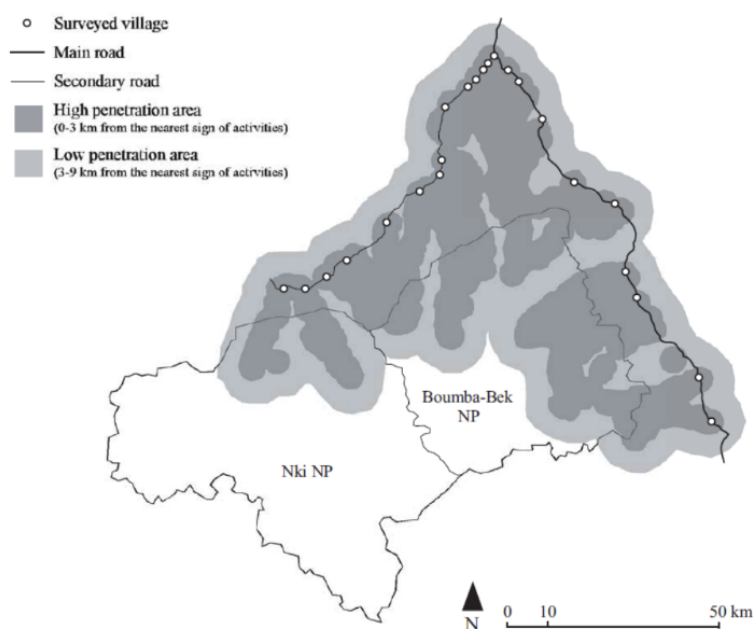 Surveyed village
Main road
Secondary road
High penetration area
(0-3 km from the nearest sign of activities)
Low penetration area
(3-9 km from the nearest sign of activities)
Boumba-Bek
NP
Nki NP
N
0 10 50 km